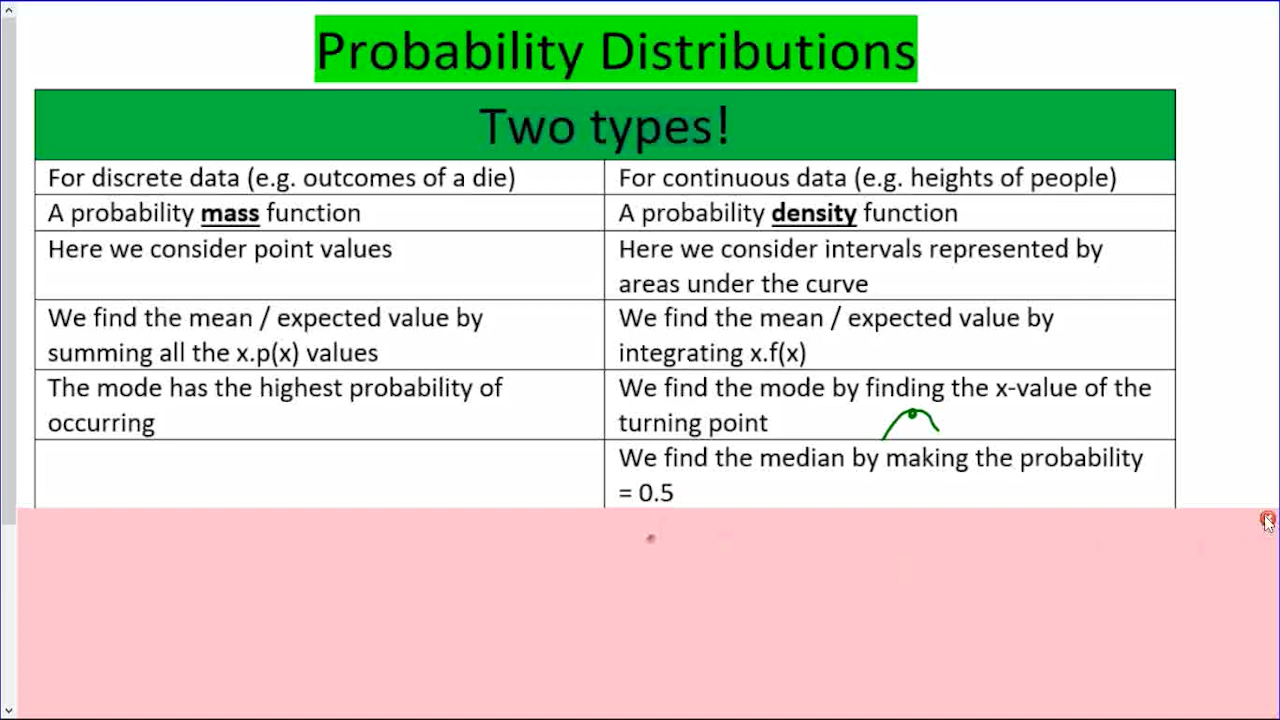 Probability Distributions
Two types!
For discrete data (e.g. outcomes of a die)
For continuous data (e.g. heights of people)
A probability mass function
A probability density function
Here we consider point values
Here we consider intervals represented by
areas under the curve
We find the mean / expected value by
summing all the x.p(x) values
We find the mean / expected value by
integrating x.f(x)
The mode has the highest probability of
occurring
We find the mode by finding the x-value of the
turning point
We find the median by making the probability
= 0.5